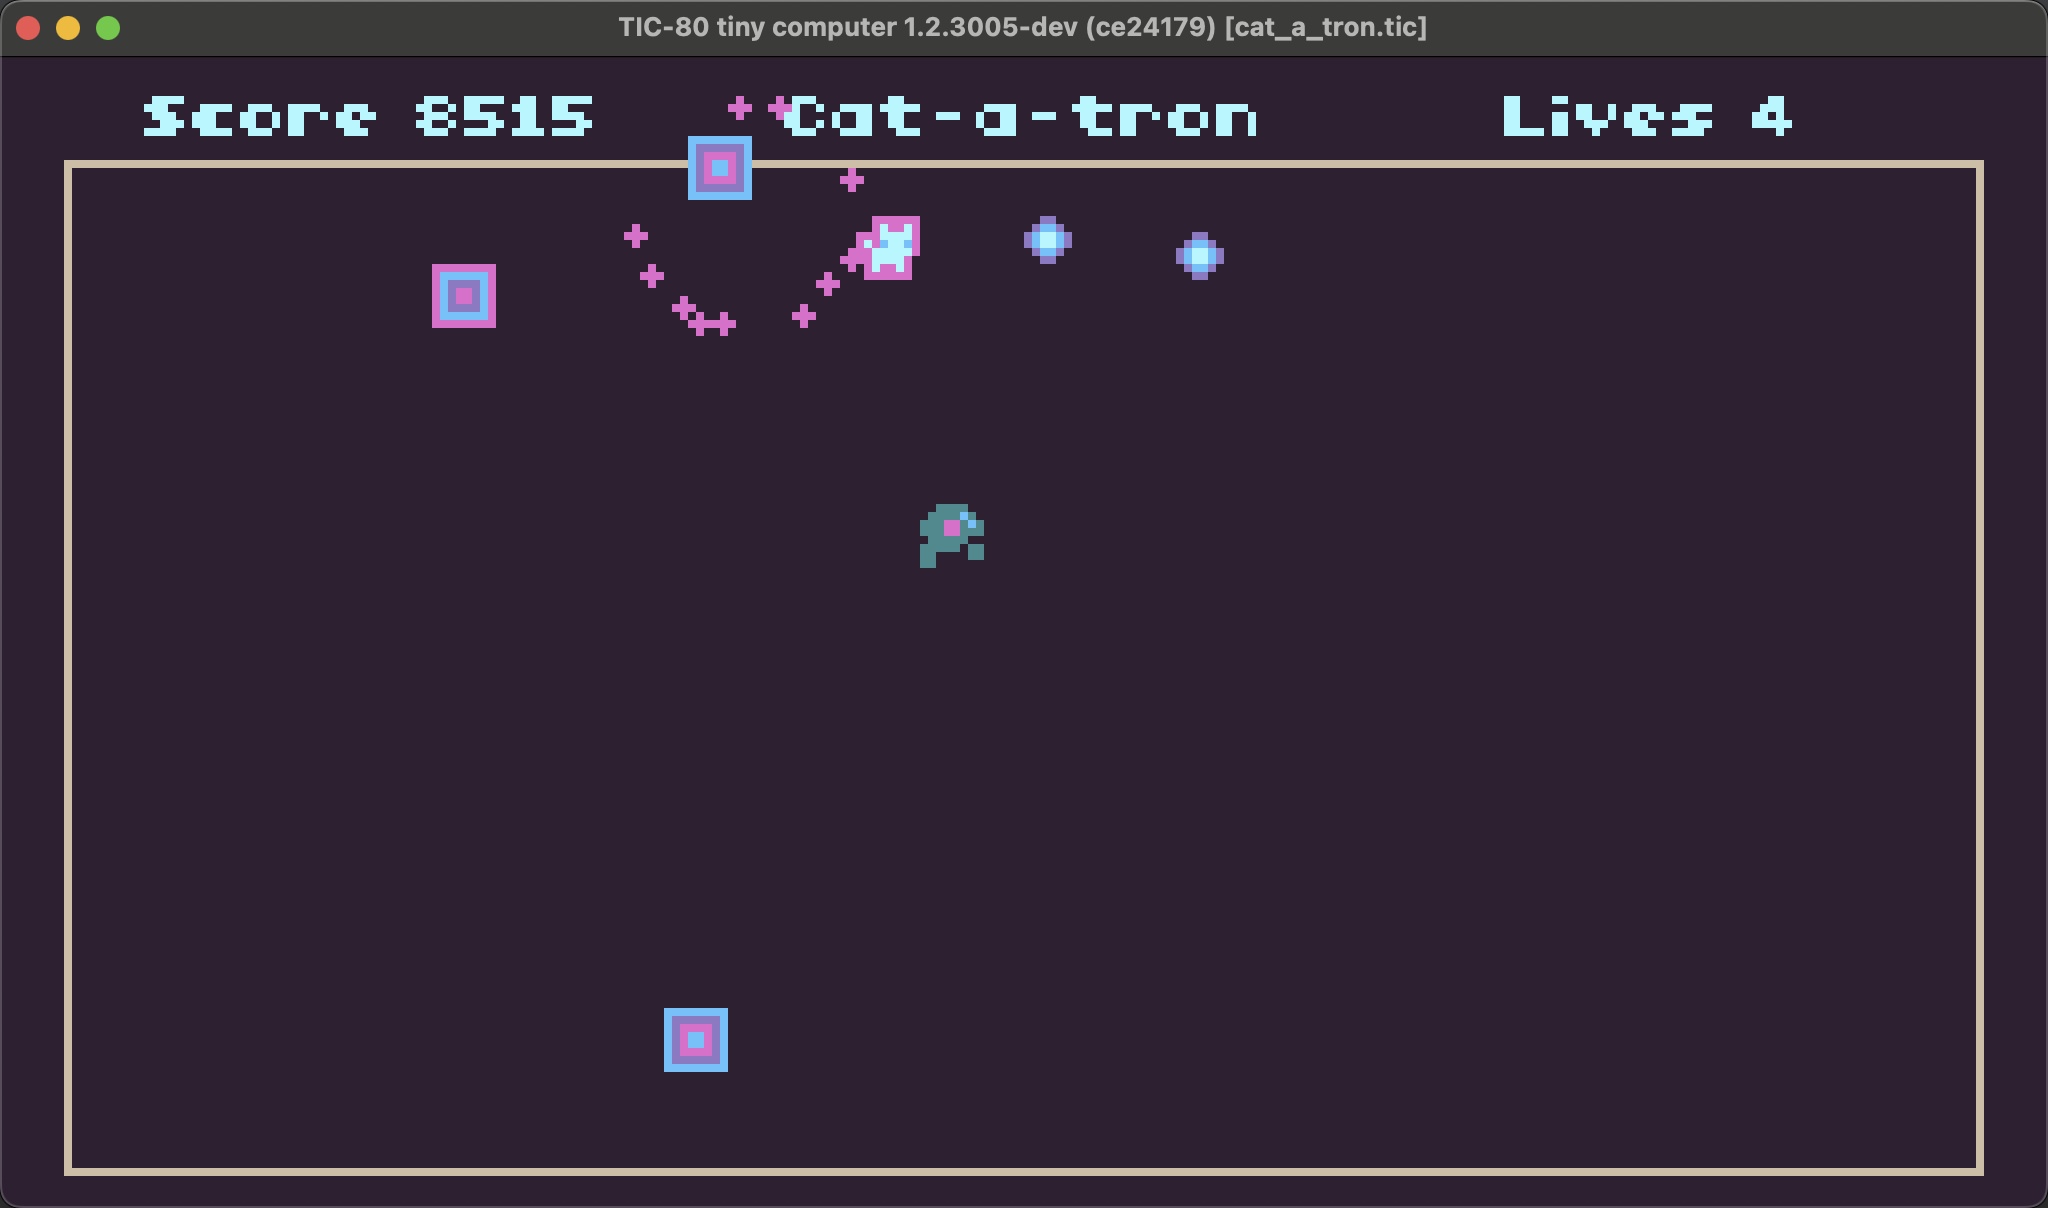 TIC-80 tiny computer 1.2.3005-dev (ce24179) [cat_a_tron.tic]
Score 8515 Cat-a-tron Lives 4